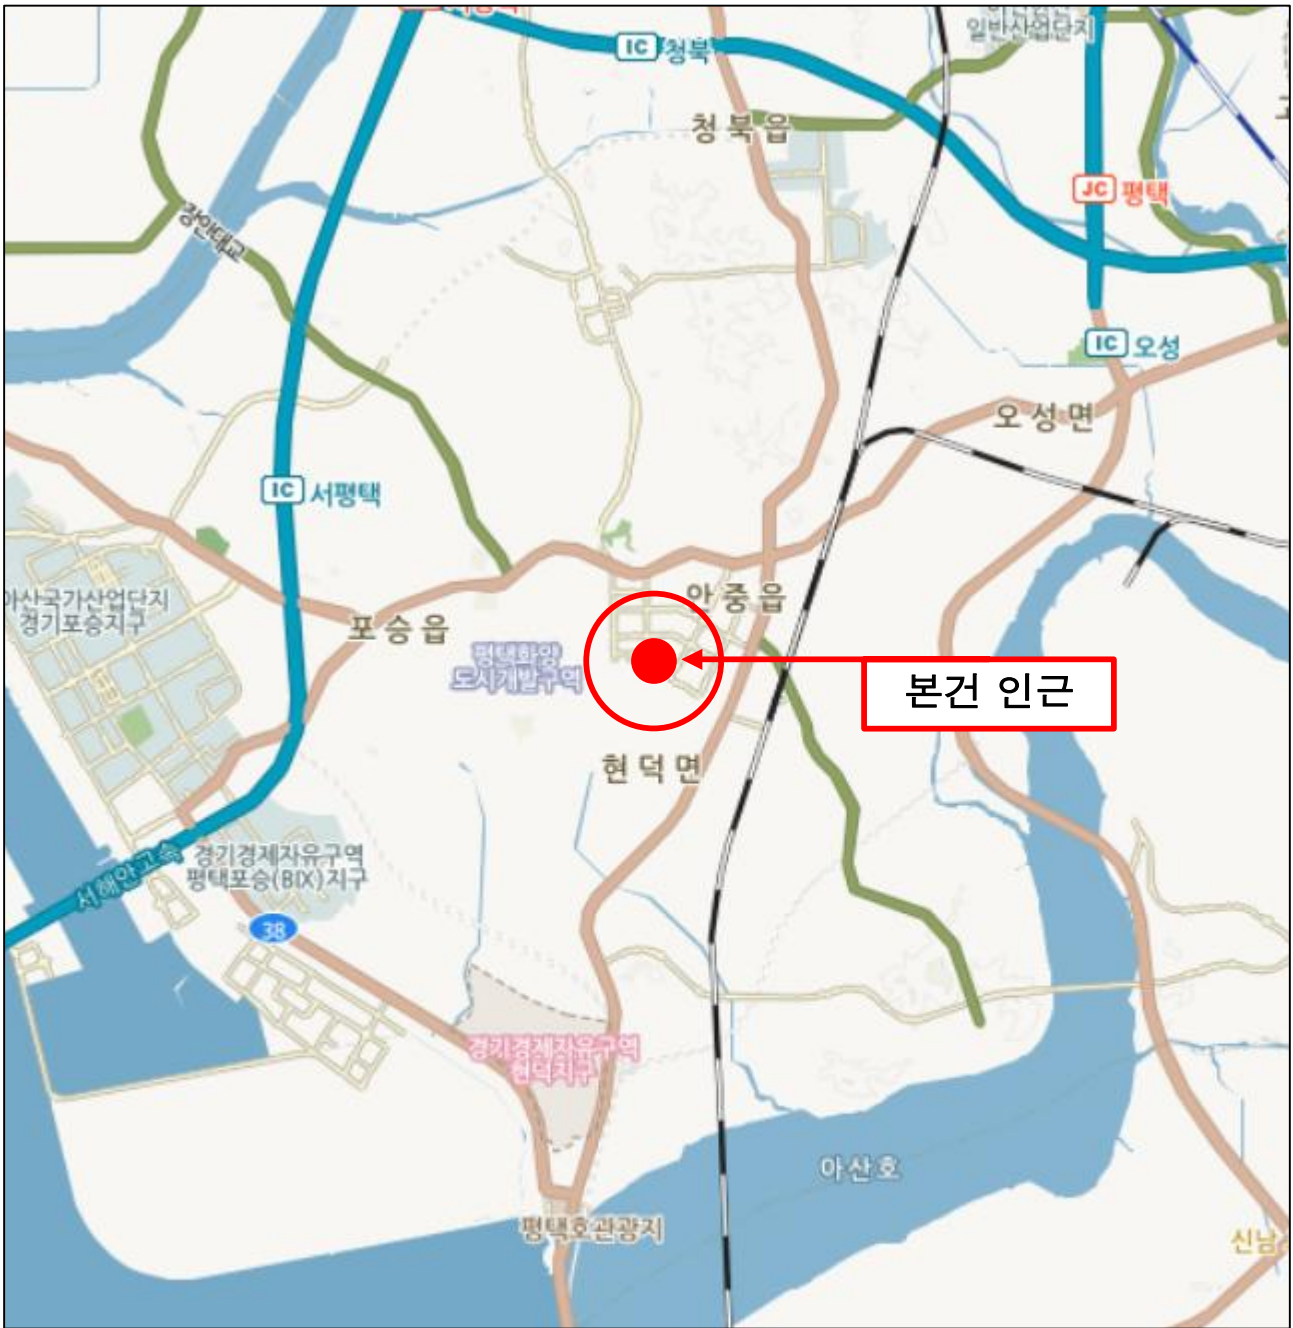 IC 청북
일반산업단지
청북읍
JC 평택
장안대교
IC 오성
오성면
IC 서평택
아산국가산업단지
경기포승지구
안중읍
포승읍
평택화양
도시개발구역
본건 인근
현덕면
경기경제자유구역
평택포승(BIX)지구
서해안고속
38
경기경제자유구역
현덕지구
아산호
평택호관광지
신남